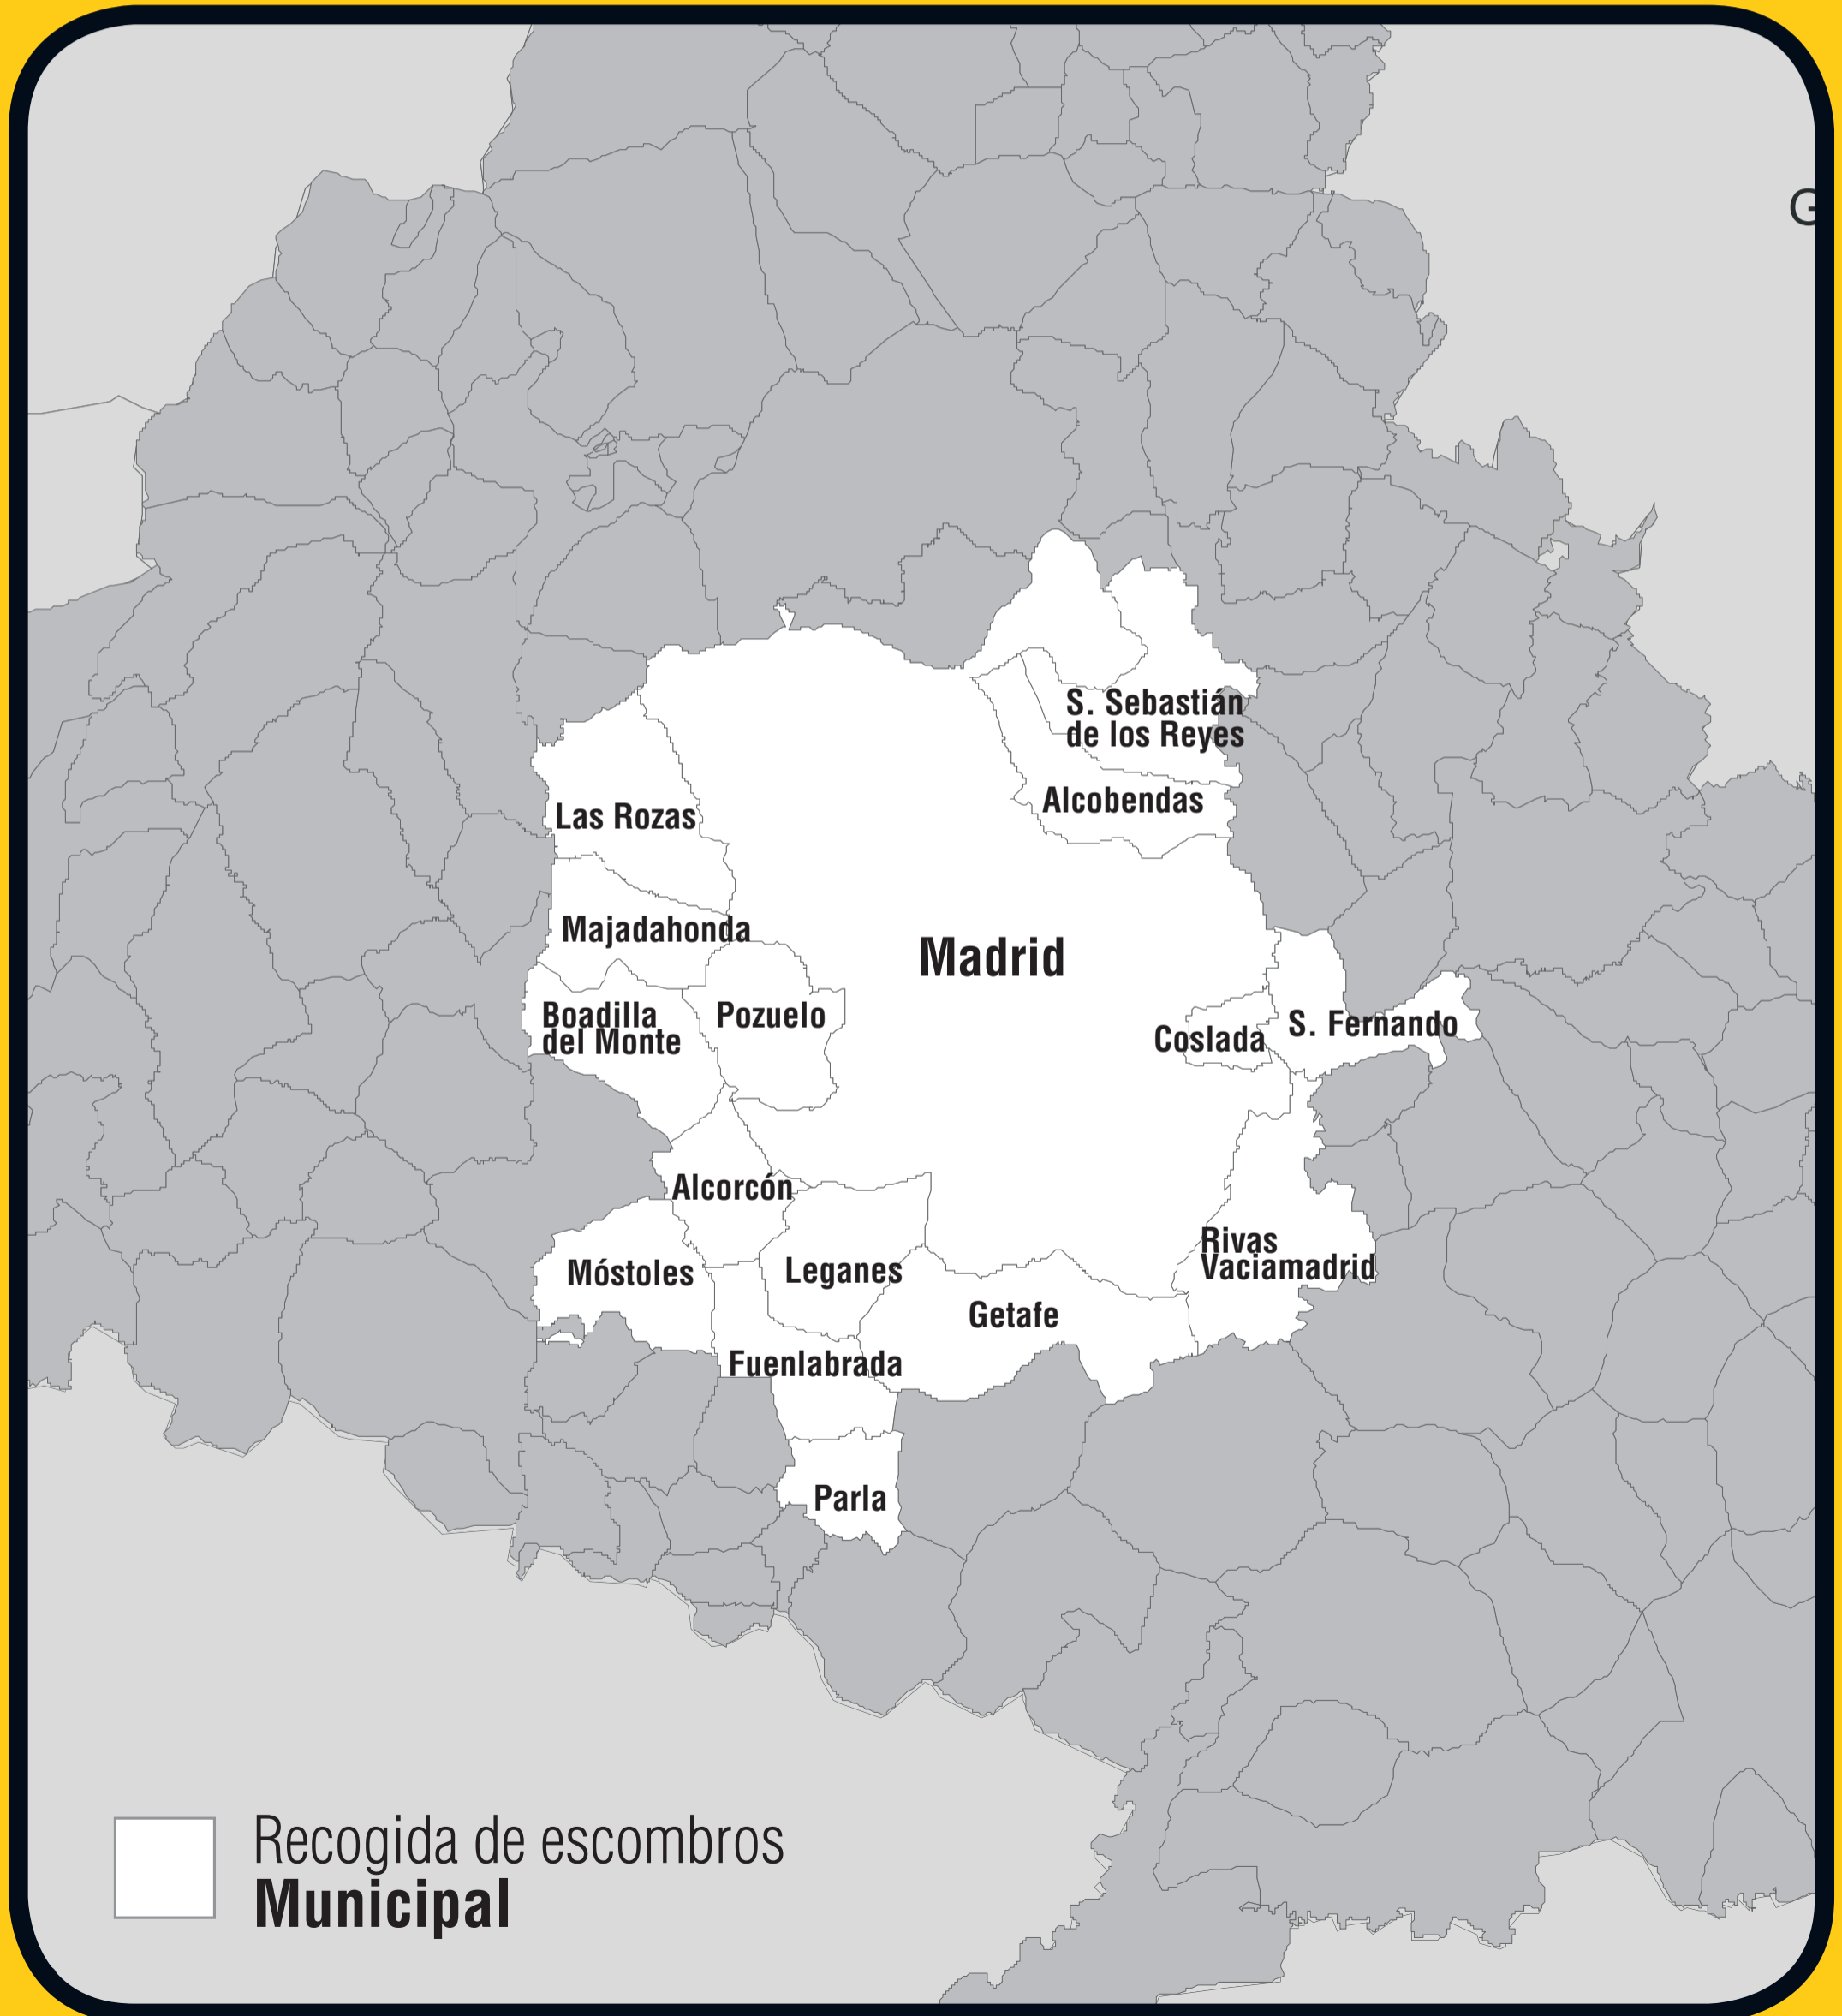 G
S. Sebastián
de los Reyes
Alcobendas
Las Rozas
Majadahonda
Madrid
Boadilla
del Monte
Pozuelo
Coslada
S. Fernando
Alcorcón
Rivas
Vaciamadrid
Móstoles
Leganes
Getafe
Fuenlabrada
Parla
Recogida de escombros
Municipal